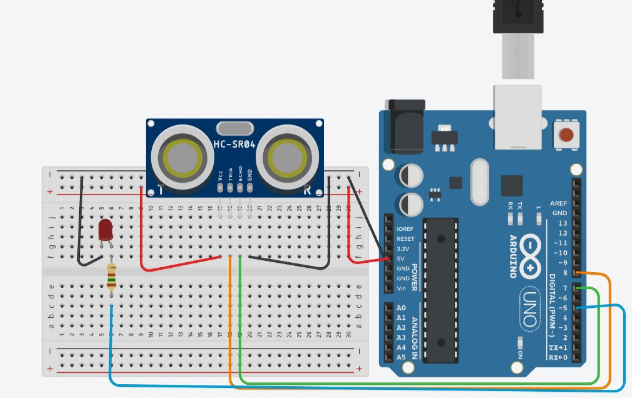 HC-SR04
Vcc
TRIG
ECHO
GND
T
R
AREF
GND
13
12
~11
~10
~9
8
7
~6
~5
4
~3
2
TX→1
RX←0
DIGITAL (PWM~)
IOREF
RESET
3.3V
5V
GND
GND
Vin
POWER
A0
A1
A2
A3
A4
A5
ANALOG IN
RX
TX
L
ARDUINO
UNO
ON
f g h i j
a b c d e